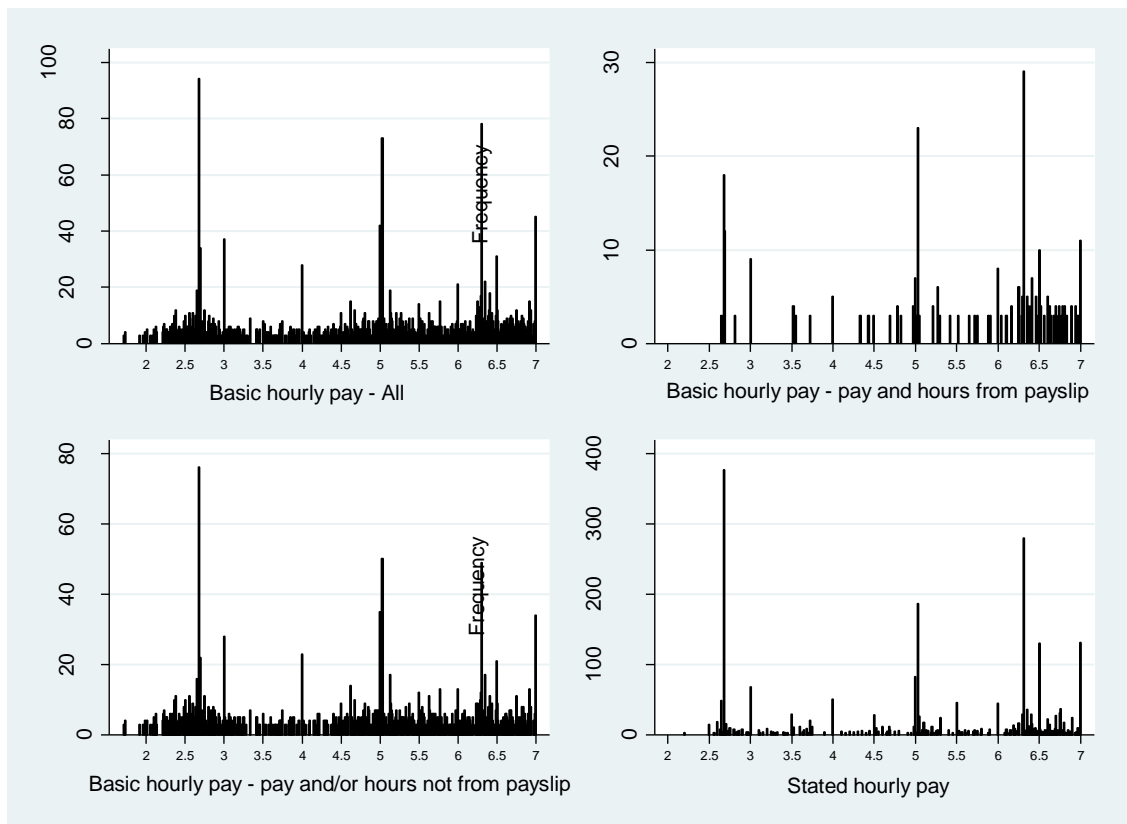 100
80
60
40
20
0
Frequency
2 2.5 3 3.5 4 4.5 5 5.5 6 6.5 7
Basic hourly pay - All
30
20
10
0
2 2.5 3 3.5 4 4.5 5 5.5 6 6.5 7
Basic hourly pay - pay and hours from payslip
80
60
40
20
0
Frequency
2 2.5 3 3.5 4 4.5 5 5.5 6 6.5 7
Basic hourly pay - pay and/or hours not from payslip
400
300
200
100
0
2 2.5 3 3.5 4 4.5 5 5.5 6 6.5 7
Stated hourly pay